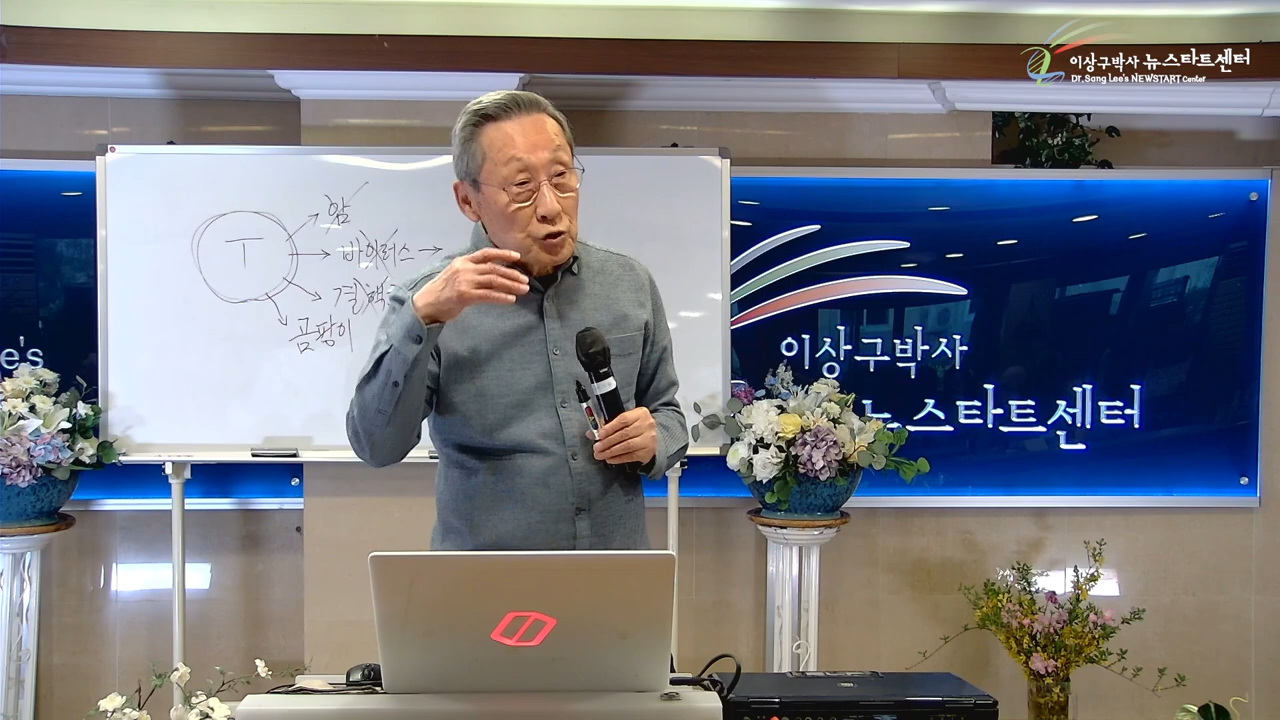 이상구박사 뉴스타트센터
Dr. Sang Lee's NEWSTART Center
암
T
바이러스
결핵
곰팡이
e's
이상구박사
뉴스타트센터